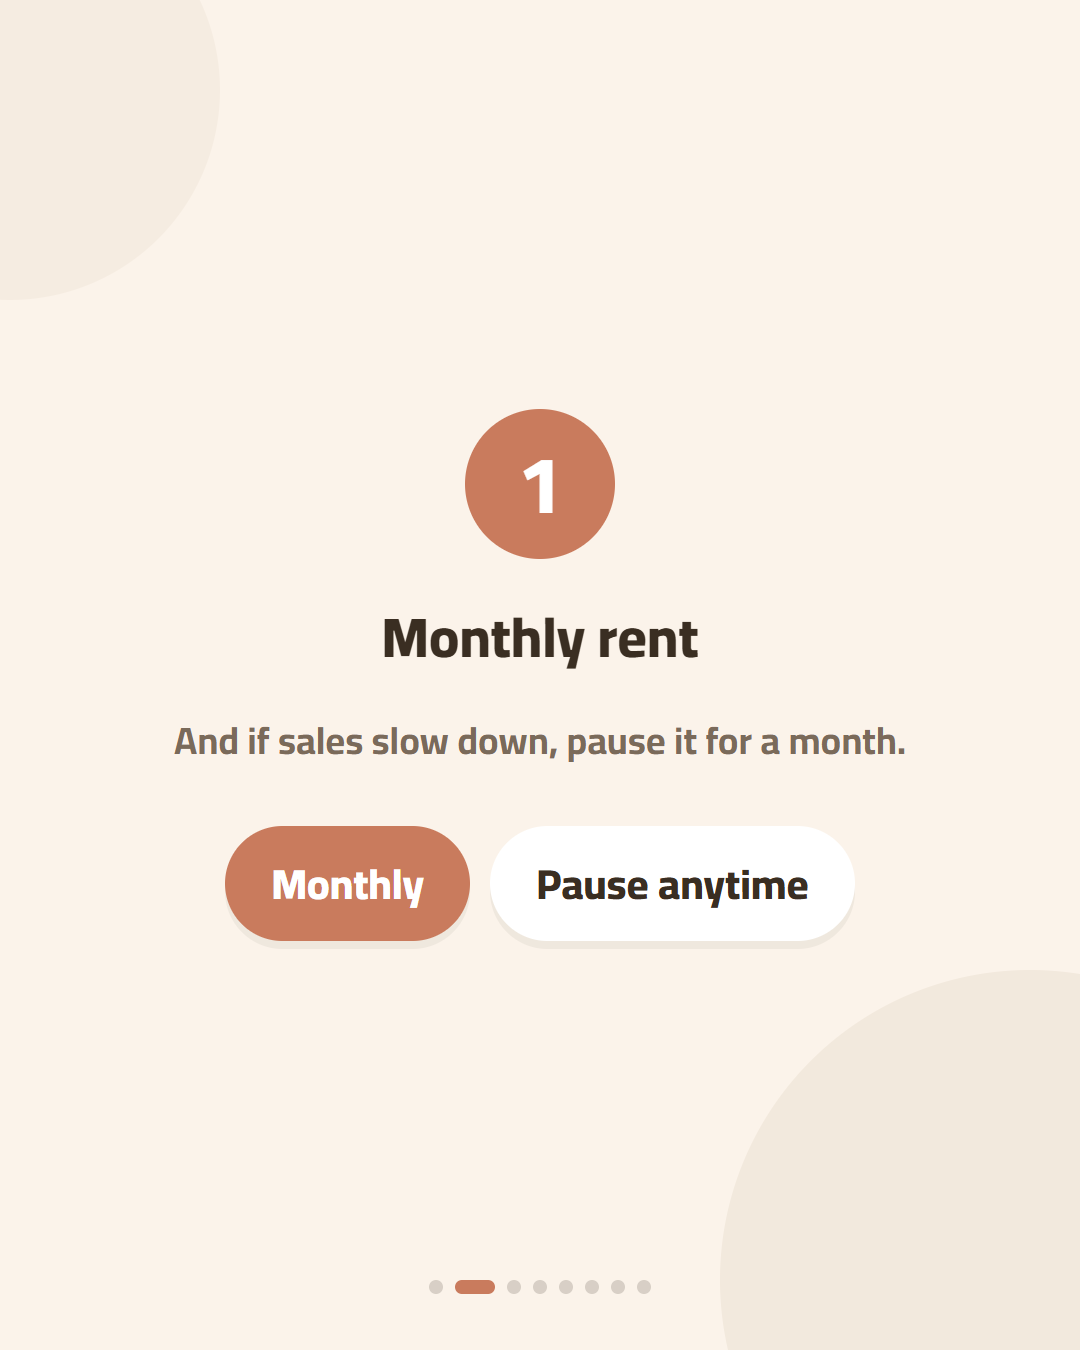 1
Monthly rent
And if sales slow down, pause it for a month.
Monthly
Pause anytime